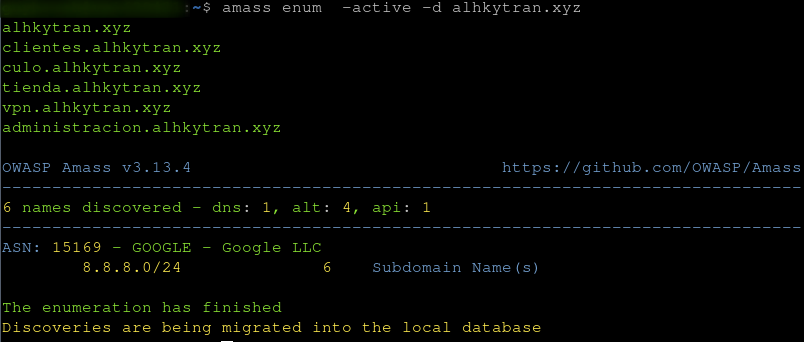 :~$ amass enum -active -d alhkytran.xyz
alhkytran.xyz
clientes.alhkytran.xyz
culo.alhkytran.xyz
tienda.alhkytran.xyz
vpn.alhkytran.xyz
administracion.alhkytran.xyz
OWASP Amass v3.13.4 https://github.com/OWASP/Amass
--------------------------------------------------------------------------------
6 names discovered - dns: 1, alt: 4, api: 1
--------------------------------------------------------------------------------
ASN: 15169 - GOOGLE - Google LLC
8.8.8.0/24 6 Subdomain Name(s)
The enumeration has finished
Discoveries are being migrated into the local database